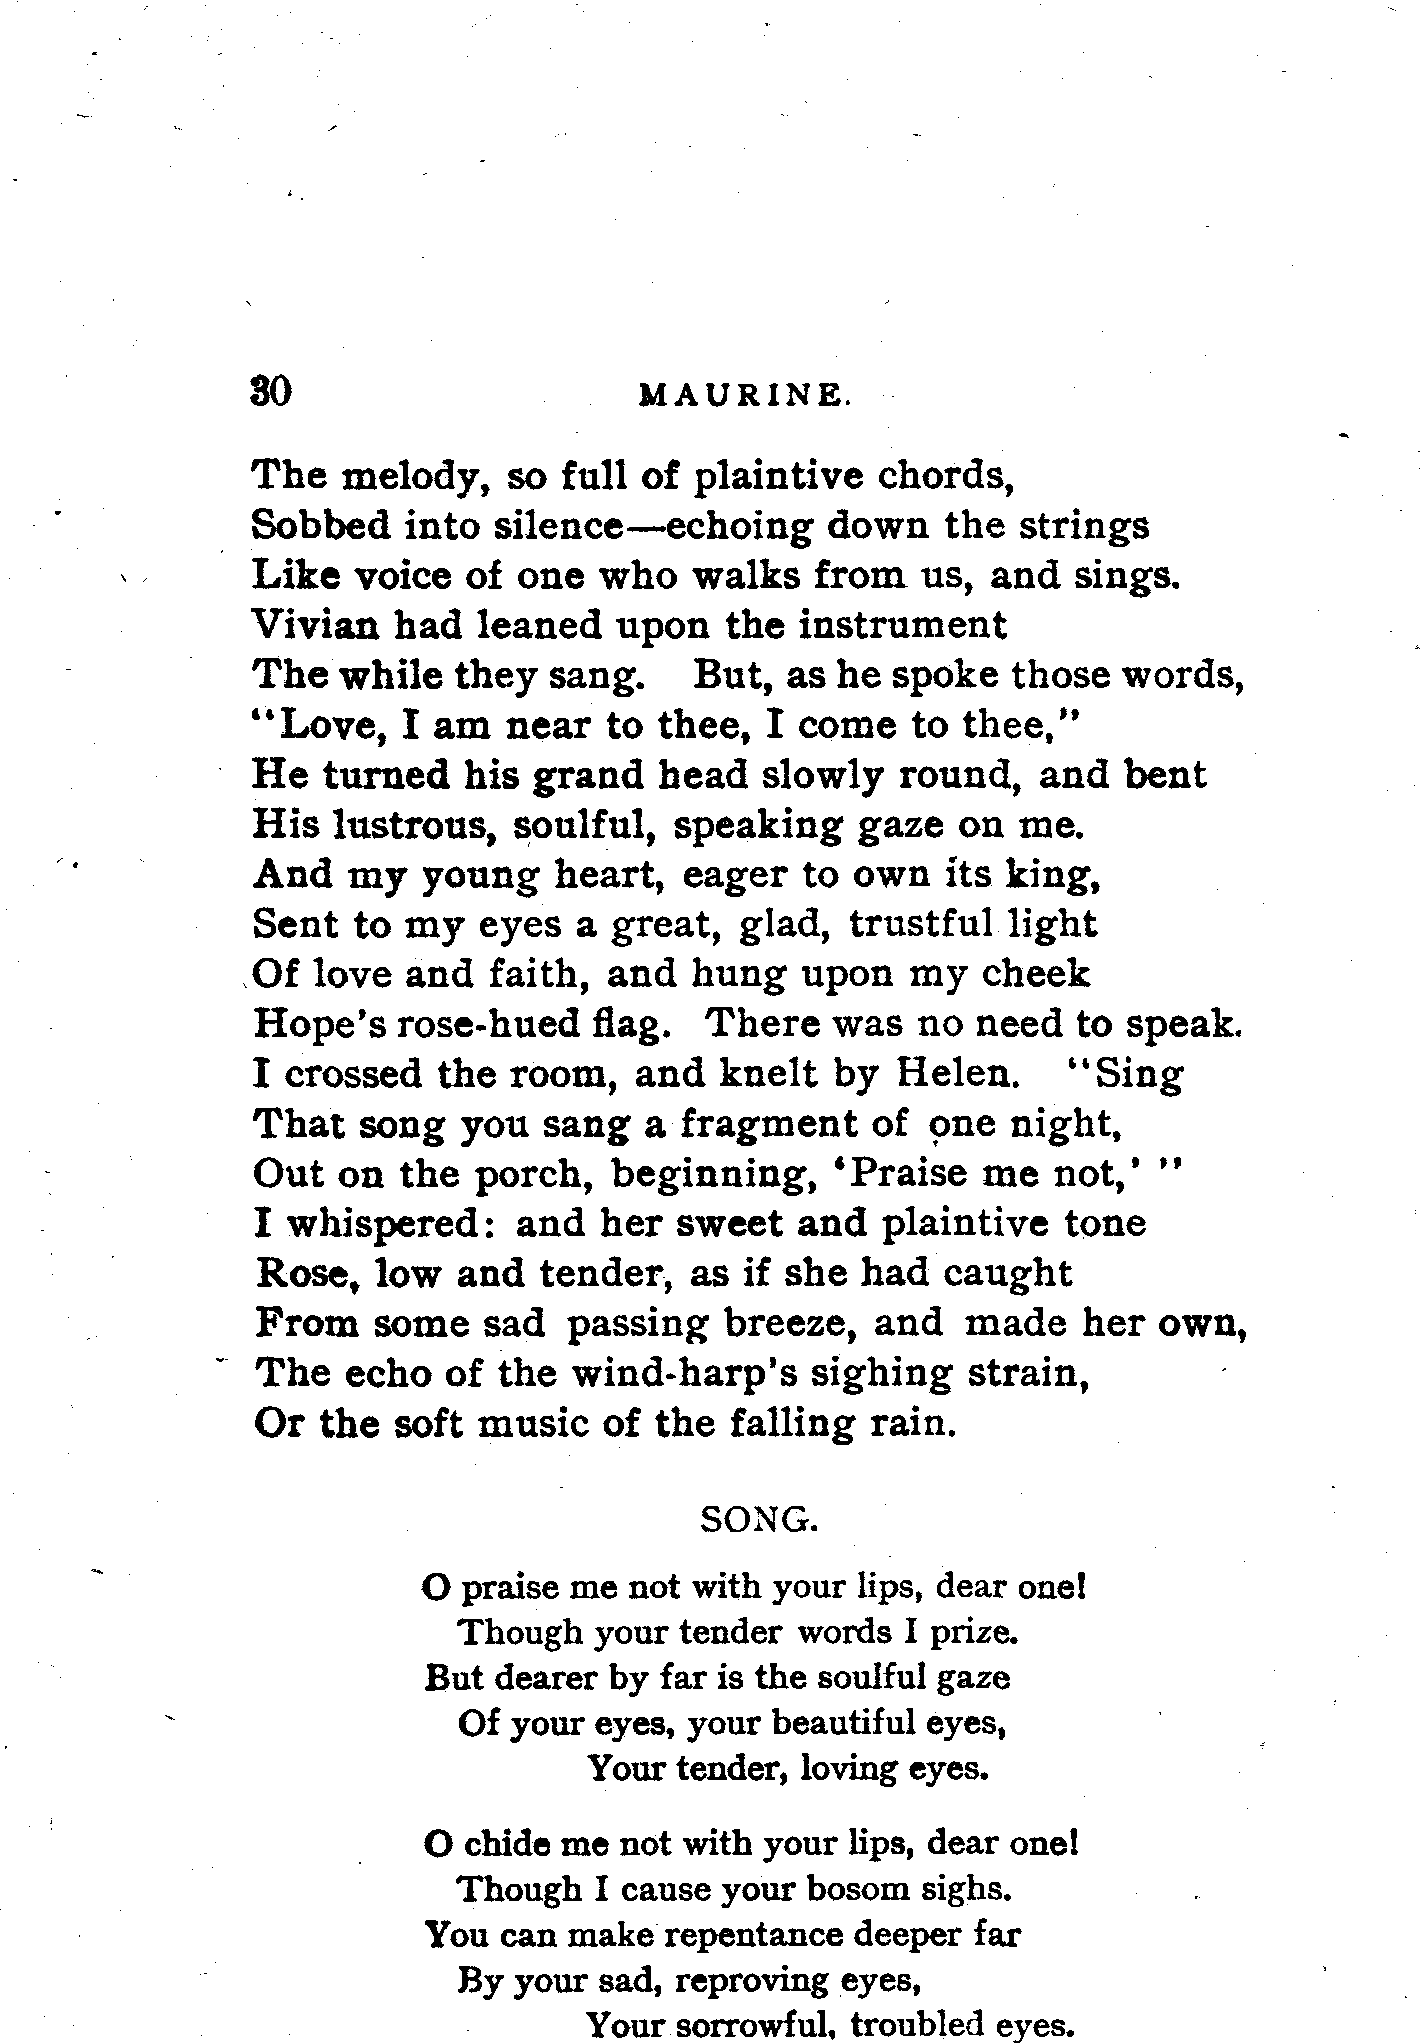 30 MAURINE.
The melody, so full of plaintive chords,
Sobbed into silence—echoing down the strings
Like voice of one who walks from us, and sings.
Vivian had leaned upon the instrument
The while they sang. But, as he spoke those words,
"Love, I am near to thee, I come to thee,"
He turned his grand head slowly round, and bent
His lustrous, soulful, speaking gaze on me.
And my young heart, eager to own its king,
Sent to my eyes a great, glad, trustful light
Of love and faith, and hung upon my cheek
Hope's rose-hued flag. There was no need to speak.
I crossed the room, and knelt by Helen. "Sing
That song you sang a fragment of one night,
Out on the porch, beginning, 'Praise me not,' "
I whispered: and her sweet and plaintive tone
Rose, low and tender, as if she had caught
From some sad passing breeze, and made her own,
The echo of the wind-harp's sighing strain,
Or the soft music of the falling rain.
SONG.
O praise me not with your lips, dear one!
Though your tender words I prize.
But dearer by far is the soulful gaze
Of your eyes, your beautiful eyes,
Your tender, loving eyes.
O chide me not with your lips, dear one!
Though I cause your bosom sighs.
You can make repentance deeper far
By your sad, reproving eyes,
Your sorrowful, troubled eyes.